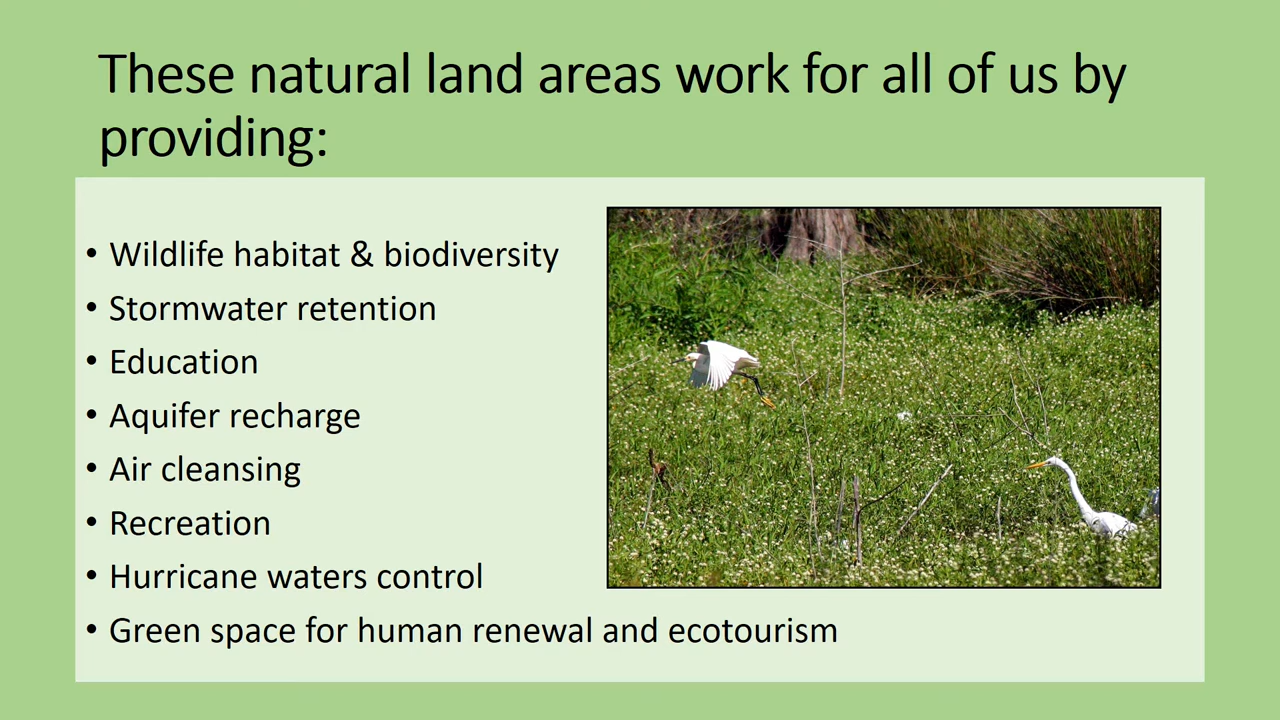 These natural land areas work for all of us by
providing:
• Wildlife habitat & biodiversity
• Stormwater retention
• Education
• Aquifer recharge
• Air cleansing
• Recreation
• Hurricane waters control
• Green space for human renewal and ecotourism